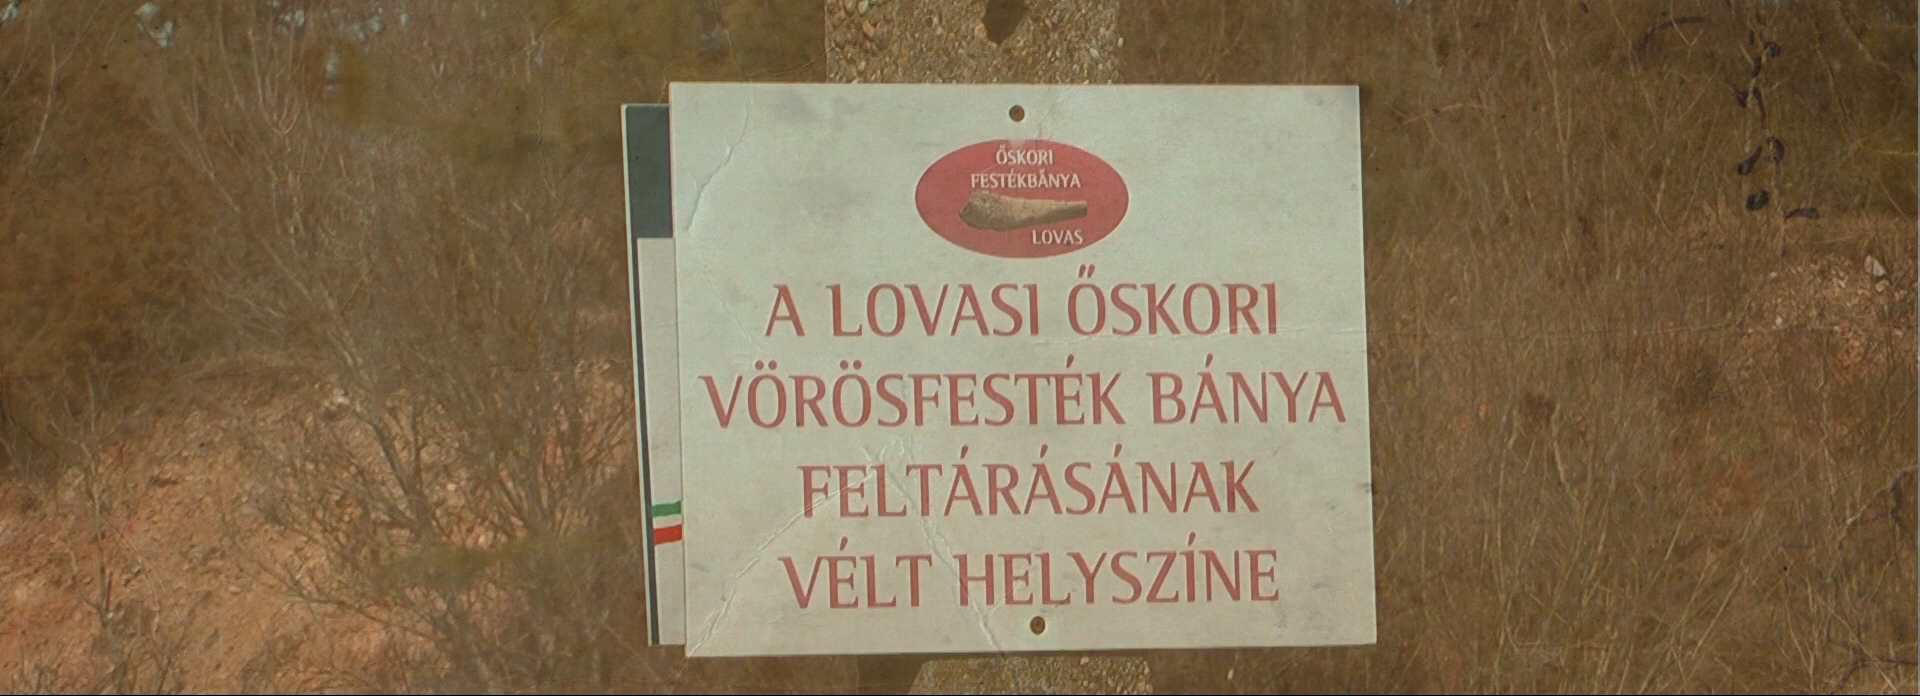 ŐSKORI
FESTÉKBÁNYA
LOVAS
A LOVASI ŐSKORI
VÖRÖSFESTÉK BÁNYA
FELTÁRÁSÁNAK
VÉLT HELYSZÍNE